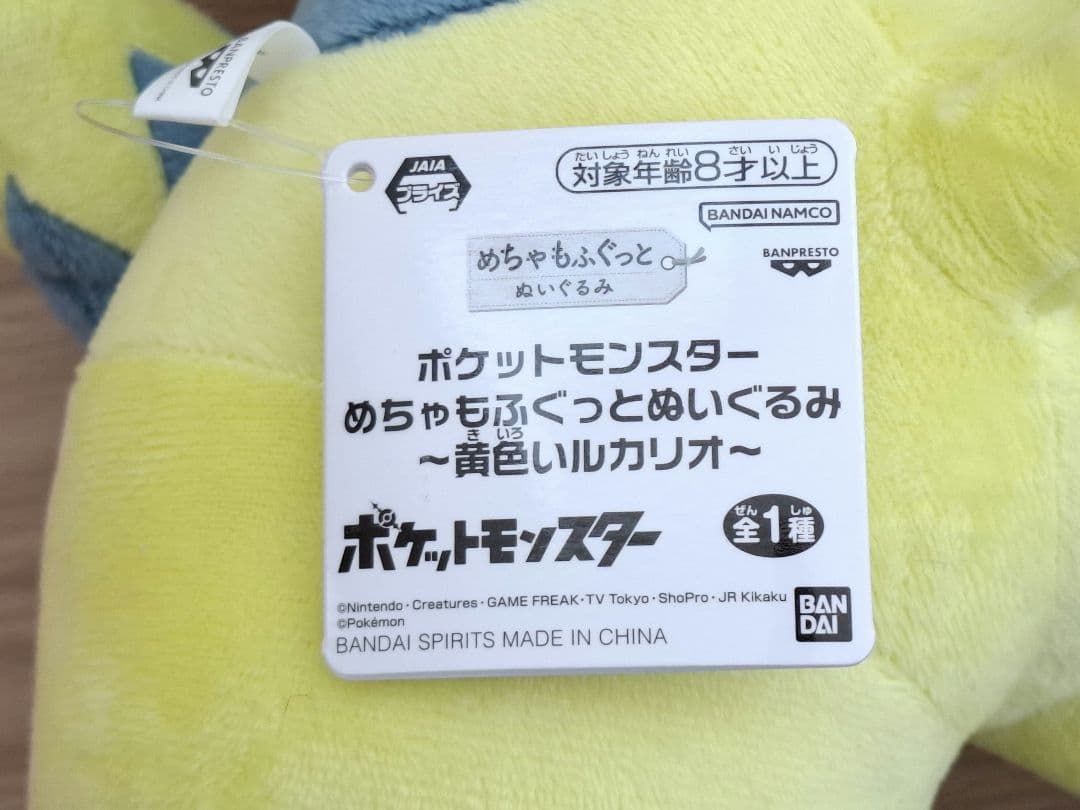 BANPRESTO
JAIA
プライズ
たいしょうねんれい さいいじょう
対象年齢8才以上
BANDAI NAMCO
BANPRESTO
めちゃもふぐっと
ぬいぐるみ
ポケットモンスター
めちゃもふぐっとぬいぐるみ
きいろ
～黄色いルカリオ～
ポケットモンスター
ぜん しゅ
全1種
©Nintendo・Creatures・GAME FREAK・TV Tokyo・ShoPro・JR Kikaku
©Pokémon
BANDAI SPIRITS MADE IN CHINA
BAN
DAI